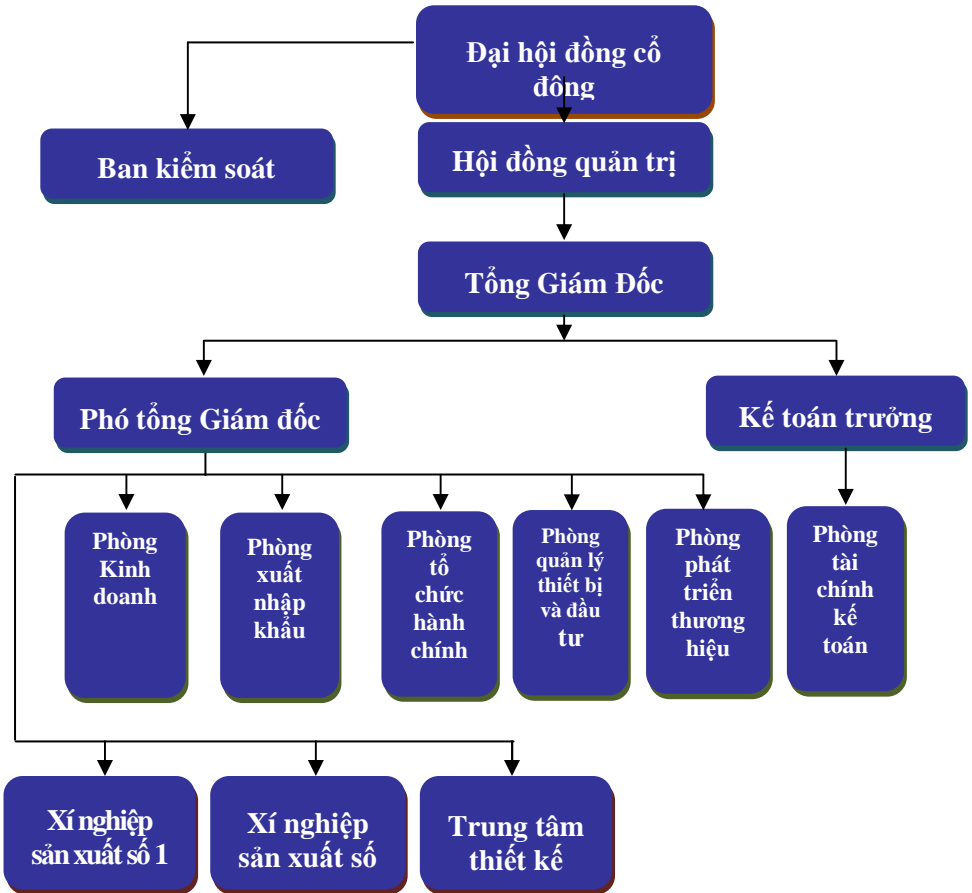 Đại hội đồng cổ
đông
Ban kiểm soát
Hội đồng quản trị
Tổng Giám Đốc
Phó tổng Giám đốc
Kế toán trưởng
Phòng
Kinh
doanh
Phòng
xuất
nhập
khẩu
Phòng
tổ
chức
hành
chính
Phòng
quản lý
thiết bị
và đầu
tư
Phòng
phát
triển
thương
hiệu
Phòng
tài
chính
kế
toán
Xí nghiệp
sản xuất số 1
Xí nghiệp
sản xuất số
Trung tâm
thiết kế